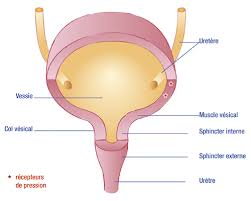 Uretère
Vessie
Muscle vésical
Col vésical
Sphincter interne
Sphincter externe
* récepteurs
de pression
Urètre